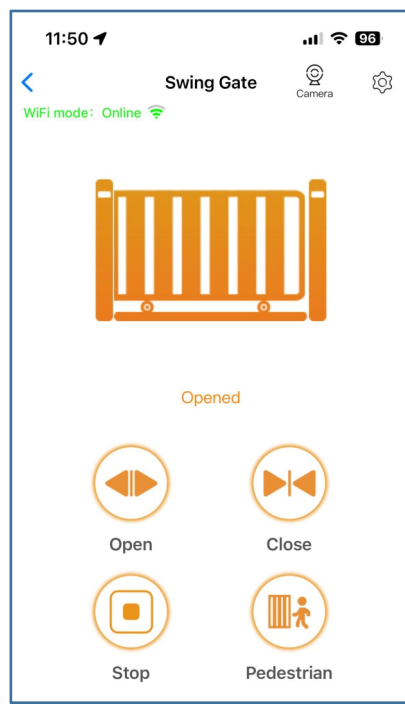 11:50 96
Swing Gate
Camera
WiFi mode: Online
Opened
Open Close
Stop Pedestrian